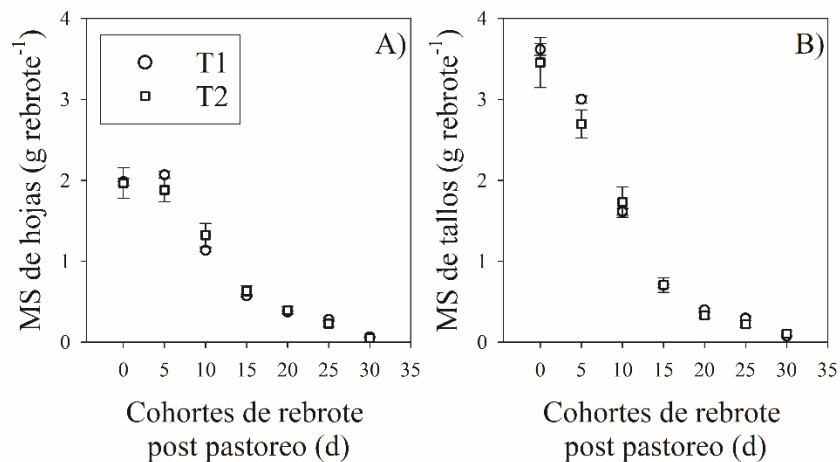 A)
T1
T2
MS de hojas (g rebrote⁻¹)
4
3
2
1
0
0 5 10 15 20 25 30 35
Cohortes de rebrote
post pastoreo (d)
B)
MS de tallos (g rebrote⁻¹)
4
3
2
1
0
0 5 10 15 20 25 30 35
Cohortes de rebrote
post pastoreo (d)